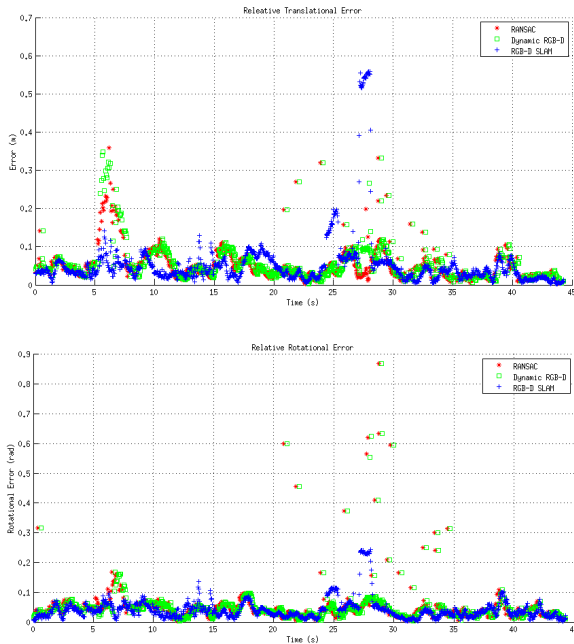 Releative Translational Error
RANSAC
Dynamic RGB-D
RGB-D SLAM
Error (m)
0.7
0.6
0.5
0.4
0.3
0.2
0.1
0
0 5 10 15 20 25 30 35 40 45
Time (s)
Relative Rotational Error
RANSAC
Dynamic RGB-D
RGB-D SLAM
Rotational Error (rad)
0.9
0.8
0.7
0.6
0.5
0.4
0.3
0.2
0.1
0
0 5 10 15 20 25 30 35 40 45
Time (s)